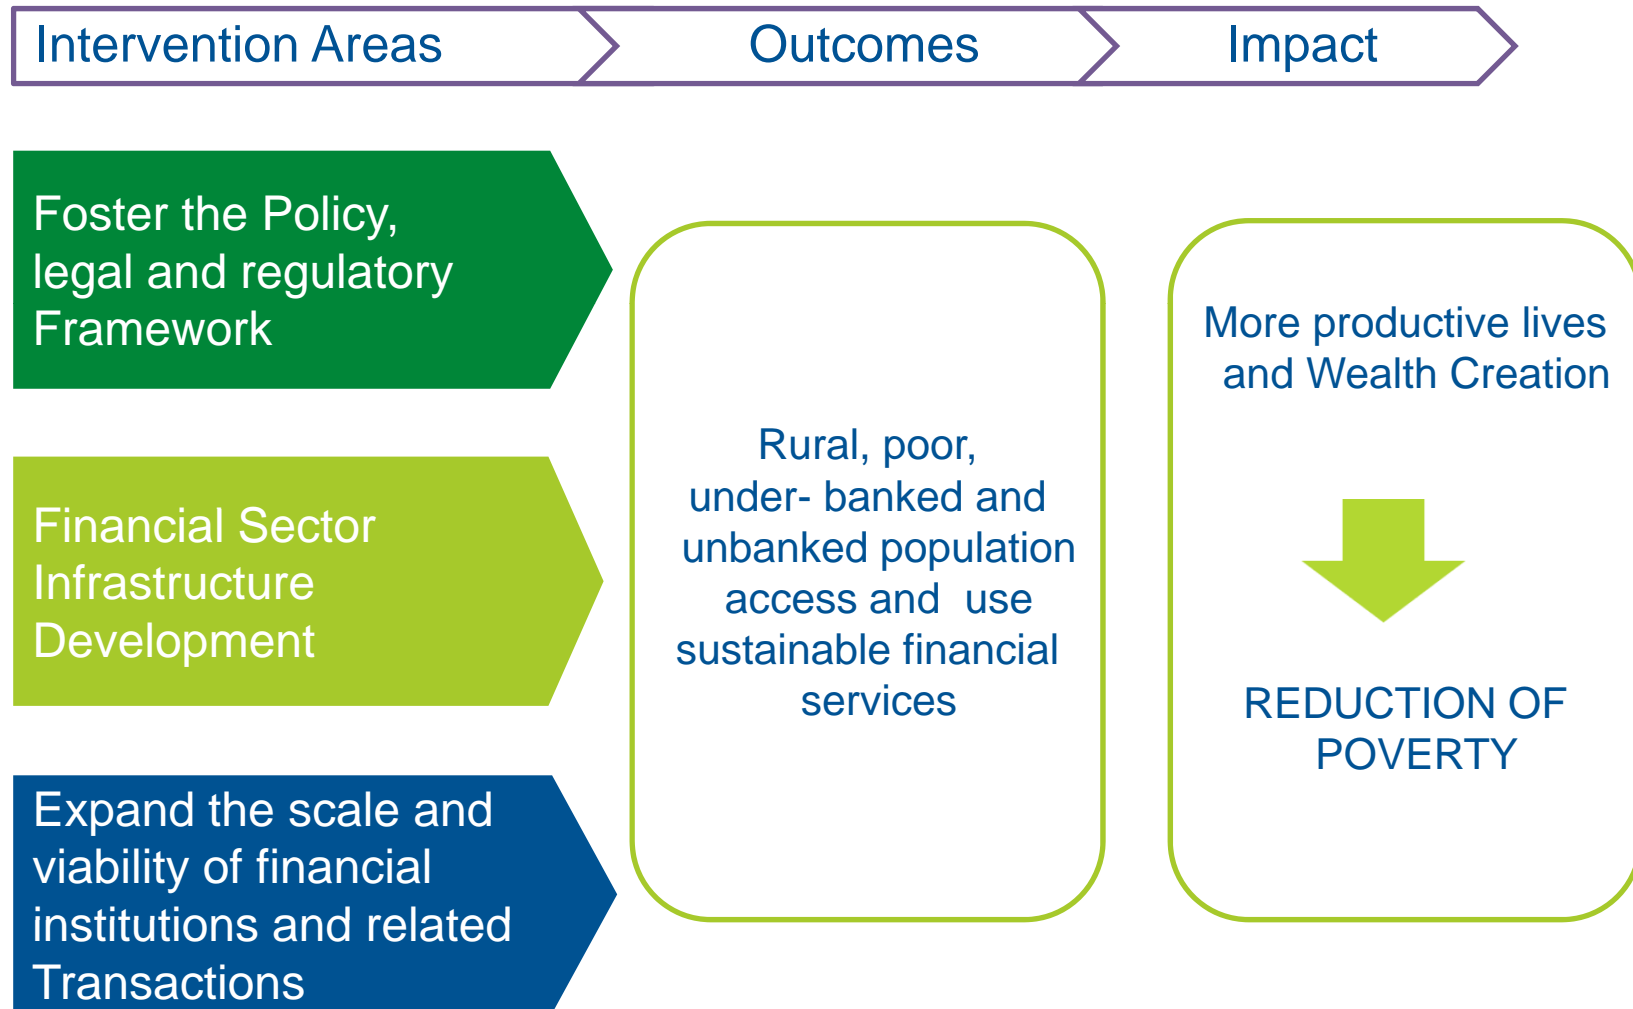 Intervention Areas
Outcomes
Impact
Foster the Policy,
legal and regulatory
Framework
Financial Sector
Infrastructure
Development
Expand the scale and
viability of financial
institutions and related
Transactions
Rural, poor,
under- banked and
unbanked population
access and  use
sustainable financial
services
More productive lives
and Wealth Creation
REDUCTION OF
POVERTY